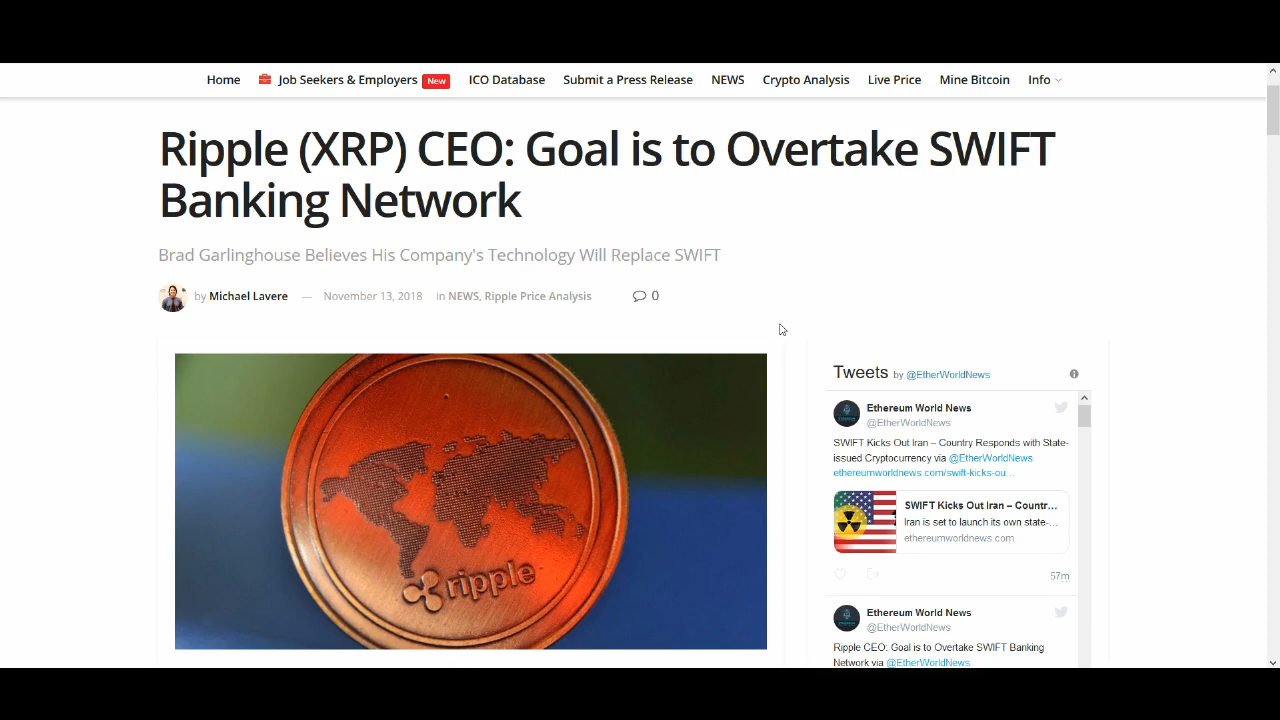 Home Job Seekers & Employers New ICO Database Submit a Press Release NEWS Crypto Analysis Live Price Mine Bitcoin Info
Ripple (XRP) CEO: Goal is to Overtake SWIFT
Banking Network
Brad Garlinghouse Believes His Company's Technology Will Replace SWIFT
by Michael Lavere — November 13, 2018 in NEWS, Ripple Price Analysis 0
ripple
Tweets by @EtherWorldNews
Ethereum World News
@EtherWorldNews
SWIFT Kicks Out Iran – Country Responds with State-
issued Cryptocurrency via @EtherWorldNews
ethereumworldnews.com/swift-kicks-ou...
SWIFT Kicks Out Iran – Countr...
Iran is set to launch its own state-...
ethereumworldnews.com
57m
Ethereum World News
@EtherWorldNews
Ripple CEO: Goal is to Overtake SWIFT Banking
Network via @EtherWorldNews